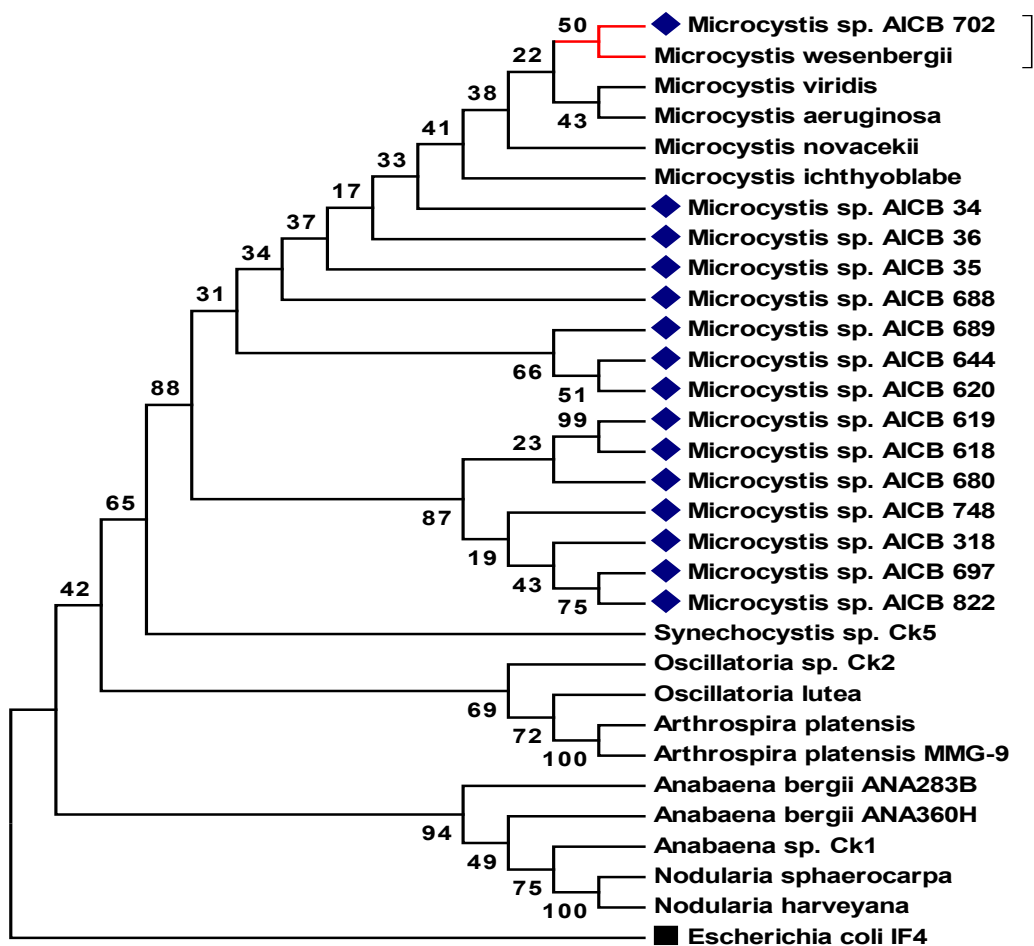 50
Microcystis sp. AICB 702
Microcystis wesenbergii
22
Microcystis viridis
38
43
Microcystis aeruginosa
41
Microcystis novacekii
33
Microcystis ichthyoblabe
17
Microcystis sp. AICB 34
37
Microcystis sp. AICB 36
34
Microcystis sp. AICB 35
31
Microcystis sp. AICB 688
Microcystis sp. AICB 689
66
Microcystis sp. AICB 644
51
Microcystis sp. AICB 620
88
99
Microcystis sp. AICB 619
23
Microcystis sp. AICB 618
Microcystis sp. AICB 680
65
87
Microcystis sp. AICB 748
19
Microcystis sp. AICB 318
43
Microcystis sp. AICB 697
42
75
Microcystis sp. AICB 822
Synechocystis sp. Ck5
Oscillatoria sp. Ck2
69
Oscillatoria lutea
72
Arthrospira platensis
100
Arthrospira platensis MMG-9
Anabaena bergii ANA283B
94
Anabaena bergii ANA360H
49
Anabaena sp. Ck1
75
Nodularia sphaerocarpa
100
Nodularia harveyana
Escherichia coli IF4